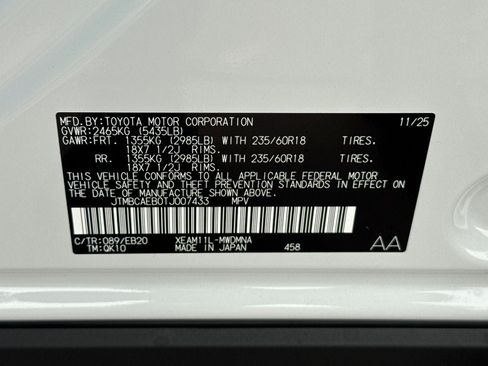 MFD.BY:TOYOTA MOTOR CORPORATION 11/25
GVWR:2465KG (5435LB)
GAWR:FRT. 1355KG (2985LB) WITH 235/60R18 TIRES.
18X7 1/2J RIMS.
RR. 1355KG (2985LB) WITH 235/60R18 TIRES.
18X7 1/2J RIMS.
THIS VEHICLE CONFORMS TO ALL APPLICABLE FEDERAL MOTOR
VEHICLE SAFETY STANDARDS IN EFFECT ON THE DATE OF
MANUFACTURE SHOWN ABOVE.
JTMBCAEB0TJ007433 MPV
C/TR:089/EB20 XEAM11L-MWDMNA
TM:QK10 MADE IN JAPAN 458 AA